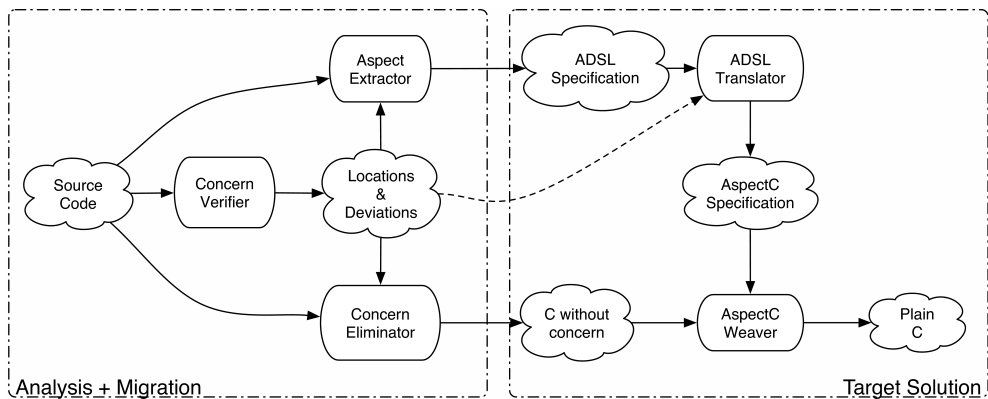 Aspect
Extractor
ADSL
Specification
ADSL
Translator
Source
Code
Concern
Verifier
Locations
&
Deviations
AspectC
Specification
Concern
Eliminator
C without
concern
AspectC
Weaver
Plain
C
Analysis + Migration
Target Solution